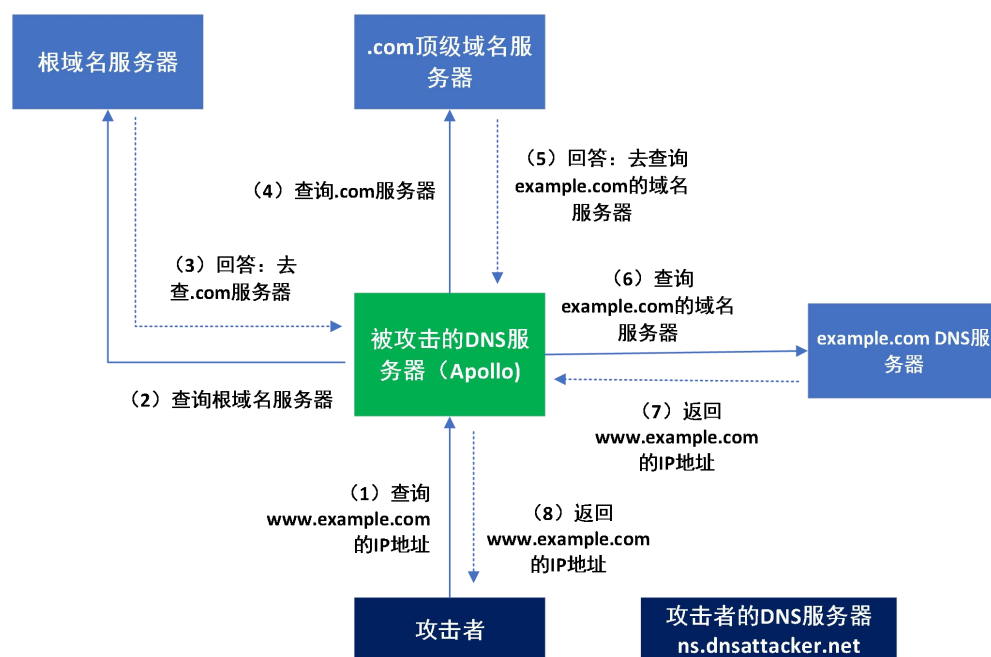 根域名服务器
.com顶级域名服
务器
（5）回答：去查询
example.com的域名
服务器
（4）查询.com服务器
（3）回答：去
查.com服务器
（6）查询
example.com的域名
服务器
被攻击的DNS服
务器（Apollo)
example.com DNS服
务器
（2）查询根域名服务器
（7）返回
www.example.com
的IP地址
（1）查询
www.example.com
的IP地址
（8）返回
www.example.com
的IP地址
攻击者
攻击者的DNS服务器
ns.dnsattacker.net